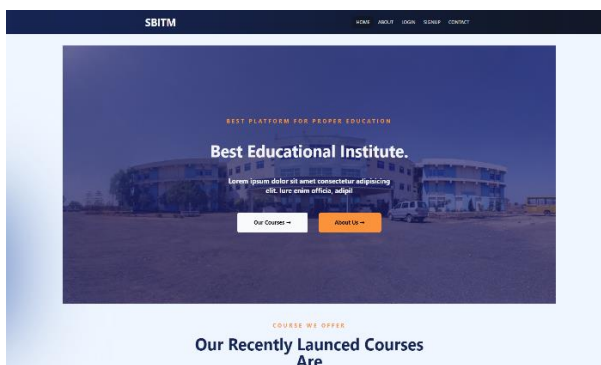 SBITM
HOME ABOUT LOGIN SIGNUP CONTACT
BEST PLATFORM FOR PROPER EDUCATION
Best Educational Institute.
Lorem ipsum dolor sit amet consectetur adipisicing
elit. Iure enim officia, adipil
Our Courses → About Us →
COURSE WE OFFER
Our Recently Launced Courses
Are